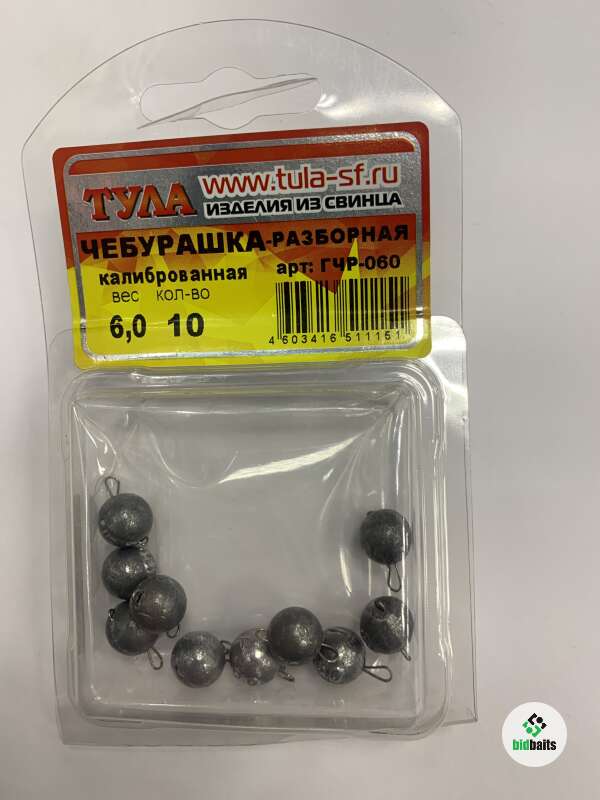 ТУЛА
www.tula-sf.ru
ИЗДЕЛИЯ ИЗ СВИНЦА
ЧЕБУРАШКА-РАЗБОРНАЯ
калиброванная арт: ГЧР-060
вес кол-во
6,0 10
4 603416 511151
bidbaits